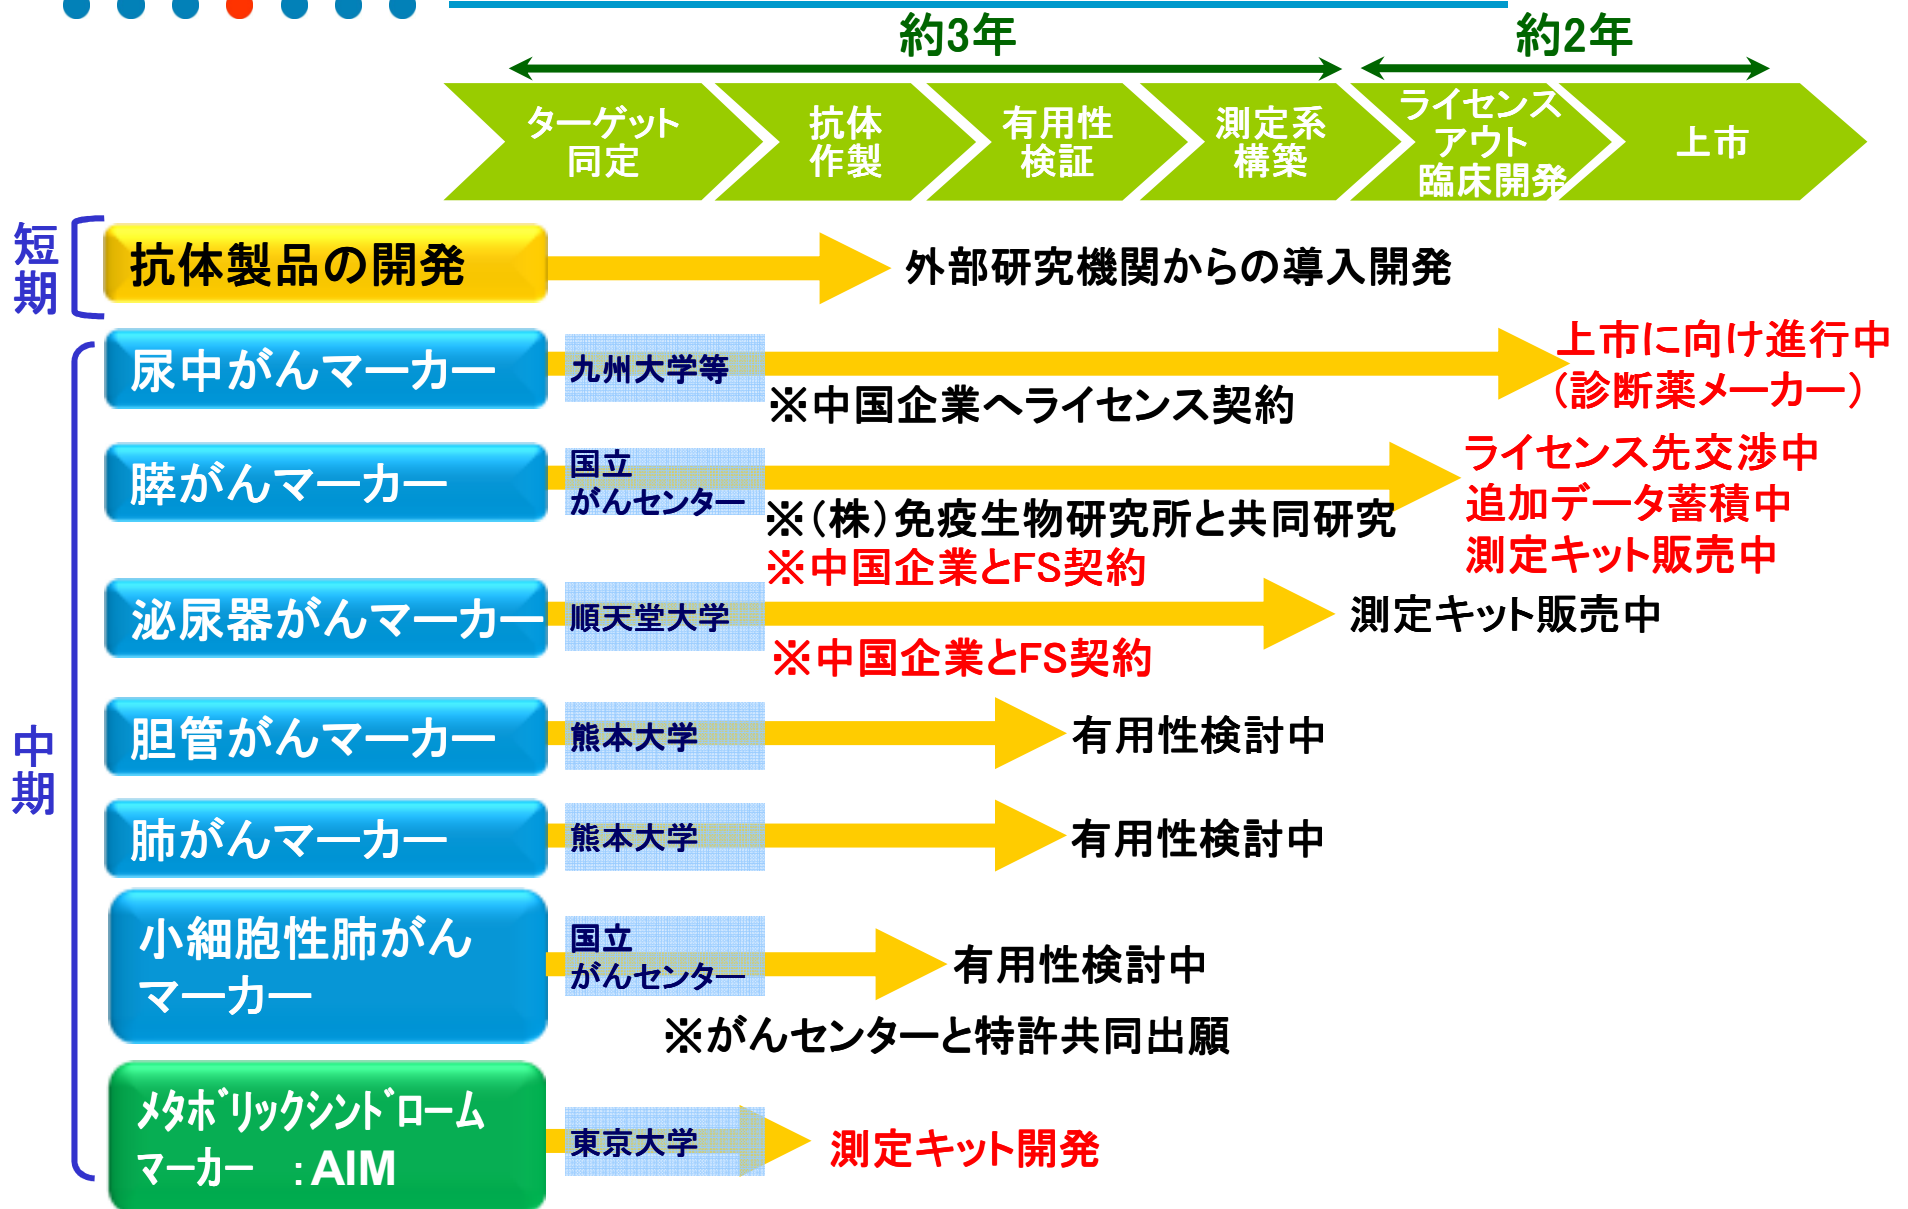 約3年
約2年
ターゲット
同定
抗体
作製
有用性
検証
測定系
構築
ライセンス
アウト
臨床開発
上市
短期
抗体製品の開発
外部研究機関からの導入開発
中期
尿中がんマーカー
九州大学等
※中国企業へライセンス契約
上市に向け進行中
(診断薬メーカー)
膵がんマーカー
国立
がんセンター
※(株)免疫生物研究所と共同研究
※中国企業とFS契約
ライセンス先交渉中
追加データ蓄積中
測定キット販売中
泌尿器がんマーカー
順天堂大学
※中国企業とFS契約
測定キット販売中
胆管がんマーカー
熊本大学
有用性検討中
肺がんマーカー
熊本大学
有用性検討中
小細胞性肺がん
マーカー
国立
がんセンター
有用性検討中
※がんセンターと特許共同出願
ﾒﾀﾎﾞﾘｯｸｼﾝﾄﾞﾛｰﾑ
ﾏｰｶｰ :AIM
東京大学
測定キット開発